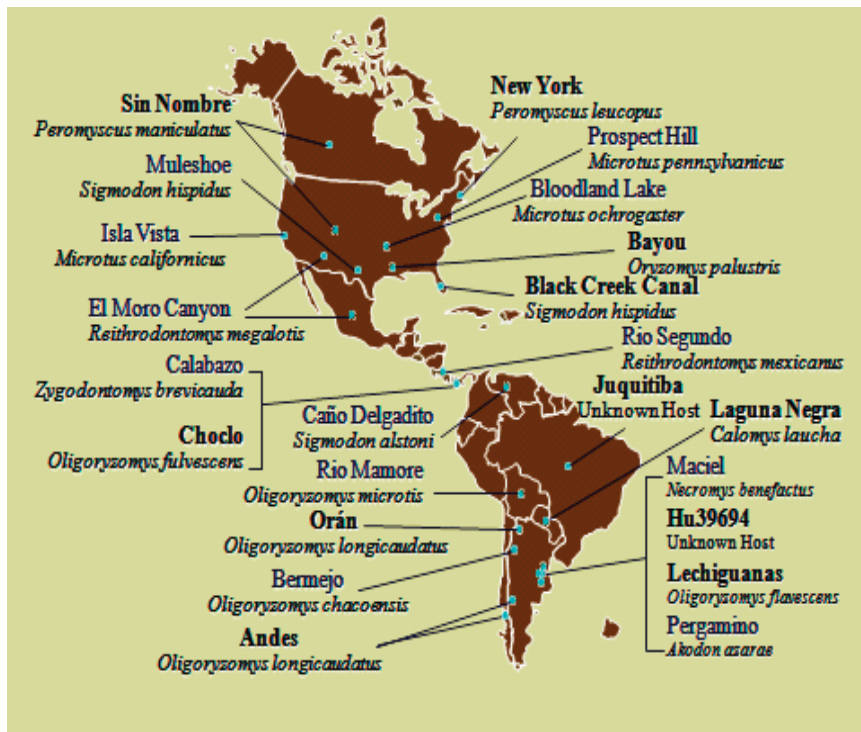 New York
Peromyscus leucopus
Sin Nombre
Peromyscus maniculatus
Prospect Hill
Microtus pennsylvanicus
Muleshoe
Sigmodon hispidus
Bloodland Lake
Microtus ochrogaster
Isla Vista
Microtus californicus
Bayou
Oryzomys palustris
Black Creek Canal
Sigmodon hispidus
El Moro Canyon
Reithrodontomys megalotis
Rio Segundo
Reithrodontomys mexicanus
Calabazo
Zygodontomys brevicauda
Juquitiba
Unknown Host
Choclo
Oligoryzomys fulvescens
Caño Delgadito
Sigmodon alstoni
Laguna Negra
Calomys laucha
Rio Mamore
Oligoryzomys microtis
Maciel
Necromys benefactus
Orán
Oligoryzomys longicaudatus
Hu39694
Unknown Host
Bermejo
Oligoryzomys chacoensis
Lechiguanas
Oligoryzomys flavescens
Andes
Oligoryzomys longicaudatus
Pergamino
Akodon azarae